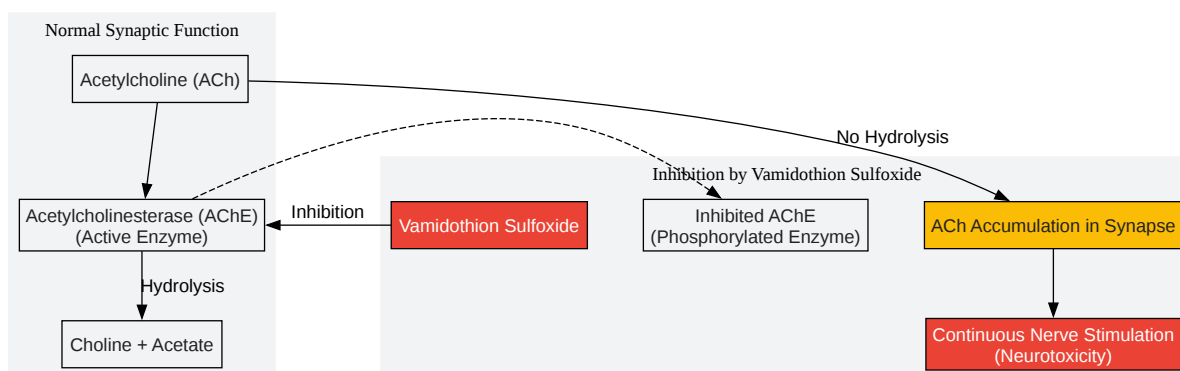 Normal Synaptic Function
Acetylcholine (ACh)
No Hydrolysis
Inhibition by Vamidothion Sulfoxide
Acetylcholinesterase (AChE)
(Active Enzyme)
Inhibition
Vamidothion Sulfoxide
Inhibited AChE
(Phosphorylated Enzyme)
ACh Accumulation in Synapse
Hydrolysis
Choline + Acetate
Continuous Nerve Stimulation
(Neurotoxicity)